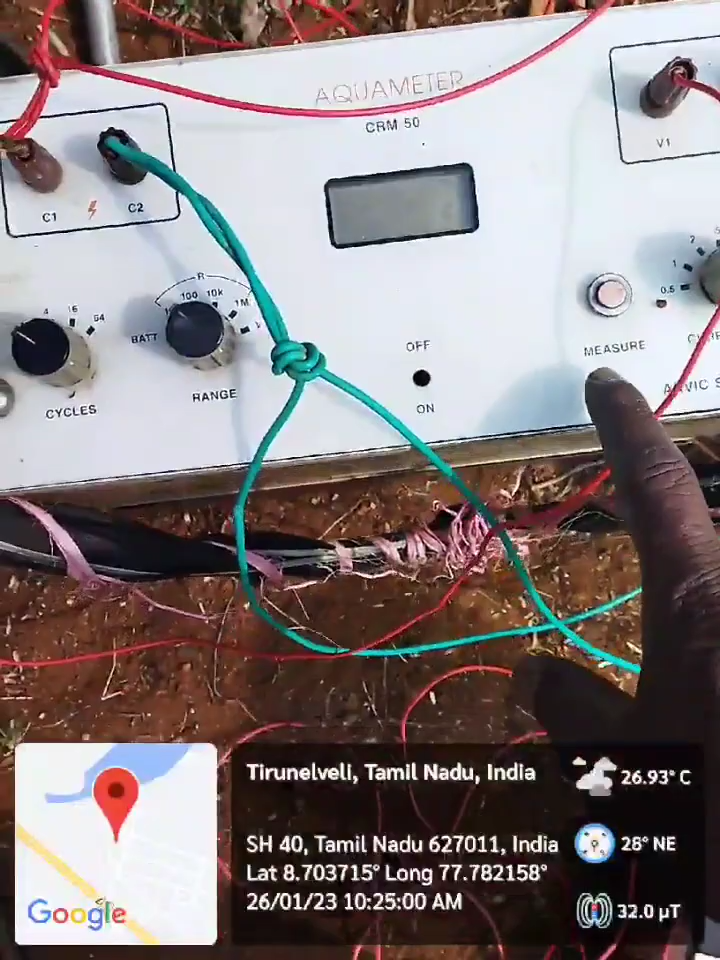 AQUAMETER
CRM 50
V1
C1 C2
R
100 10k
1M
BATT
RANGE
4 16 64
CYCLES
OFF
ON
2
1
0.5
MEASURE
Tirunelveli, Tamil Nadu, India
26.93° C
SH 40, Tamil Nadu 627011, India
Lat 8.703715° Long 77.782158°
26/01/23 10:25:00 AM
28° NE
32.0 µT
Google